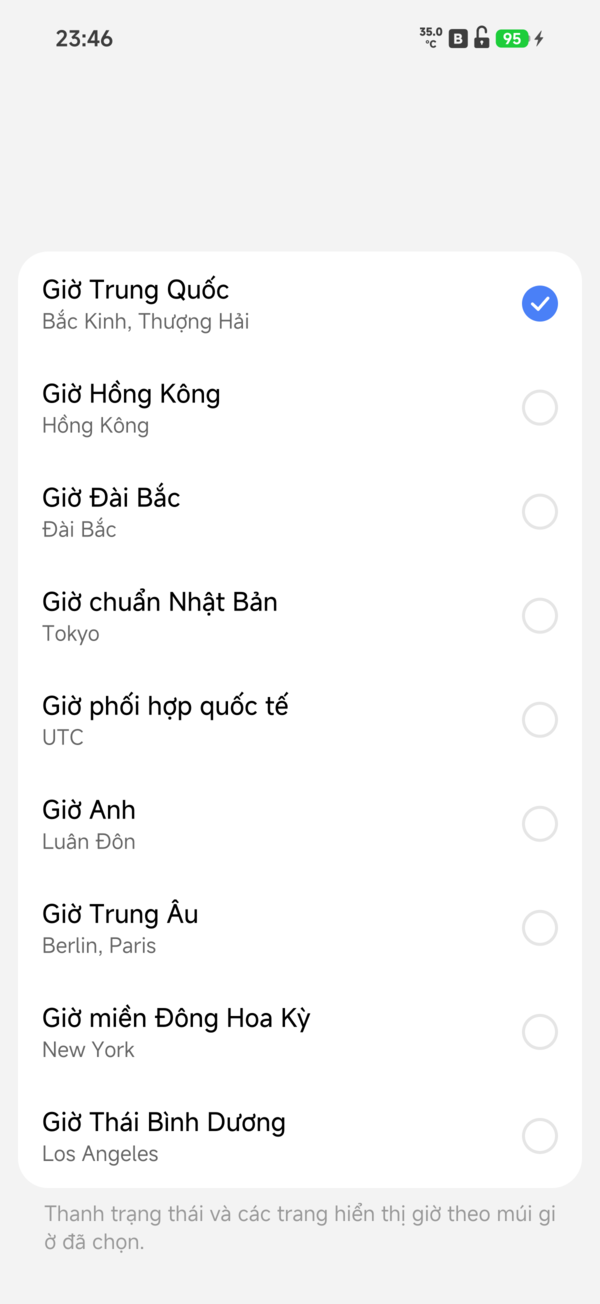 23:46
35.0
°C
B
95
Giờ Trung Quốc
Bắc Kinh, Thượng Hải
Giờ Hồng Kông
Hồng Kông
Giờ Đài Bắc
Đài Bắc
Giờ chuẩn Nhật Bản
Tokyo
Giờ phối hợp quốc tế
UTC
Giờ Anh
Luân Đôn
Giờ Trung Âu
Berlin, Paris
Giờ miền Đông Hoa Kỳ
New York
Giờ Thái Bình Dương
Los Angeles
Thanh trạng thái và các trang hiển thị giờ theo múi gi
ờ đã chọn.